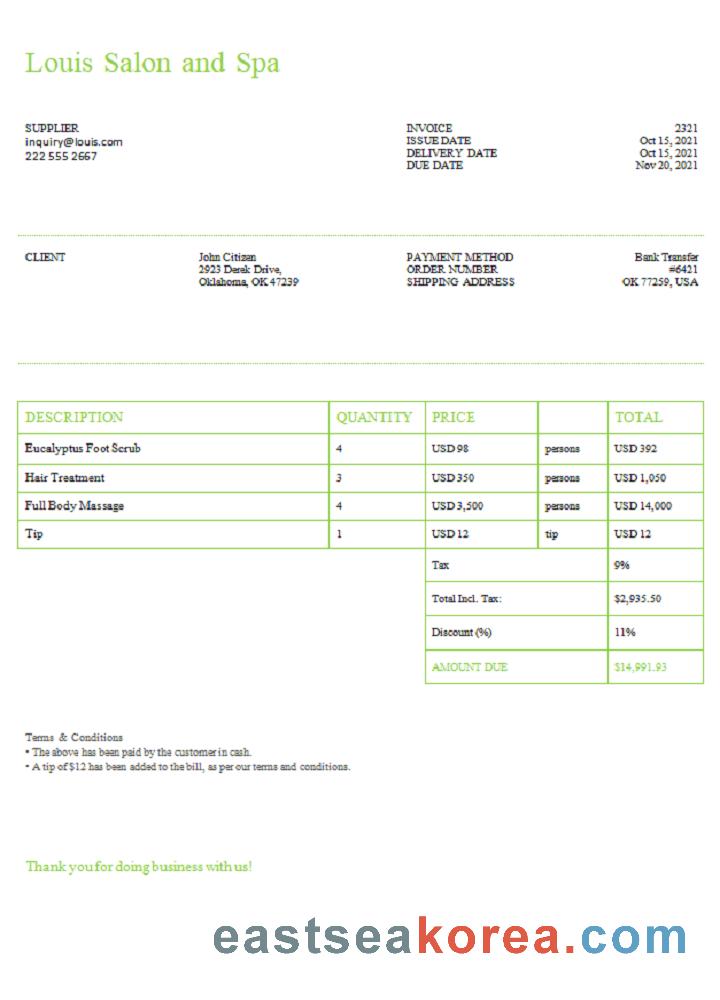 Louis Salon and Spa
SUPPLIER
inquiry@louis.com
222 555 2667
INVOICE 2321
ISSUE DATE Oct 15, 2021
DELIVERY DATE Oct 15, 2021
DUE DATE Nov 20, 2021
CLIENT
John Citizan
2923 Derek Drive,
Oklahoma, OK 47239
PAYMENT METHOD Bank Transfer
ORDER NUMBER #6421
SHIPPING ADDRESS OK 77259, USA
DESCRIPTION QUANTITY PRICE TOTAL
Eucalyptus Foot Scrub 4 USD 98 persons USD 392
Hair Treatment 3 USD 350 persons USD 1,050
Full Body Massage 4 USD 3,500 persons USD 14,000
Tip 1 USD 12 tip USD 12
Tax 9%
Total Incl. Tax: $2,935.50
Discount (%) 11%
AMOUNT DUE $14,991.93
Terms & Conditions
• The above has been paid by the customer in cash.
• A tip of $12 has been added to the bill, as per our terms and conditions.
Thank you for doing business with us!
eastseakorea.com